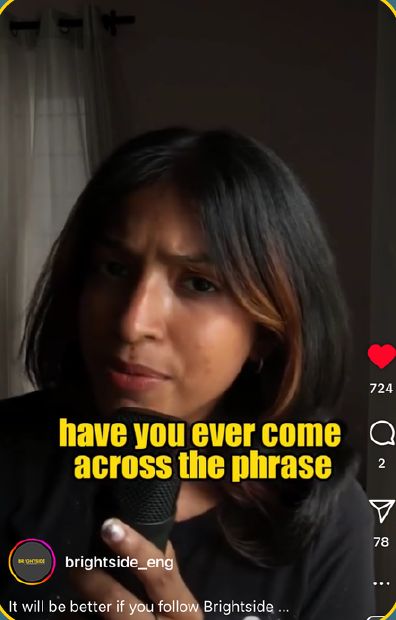 have you ever come
across the phrase
724
2
78
BRIGHTSIDE
brightside_eng
It will be better if you follow Brightside ...